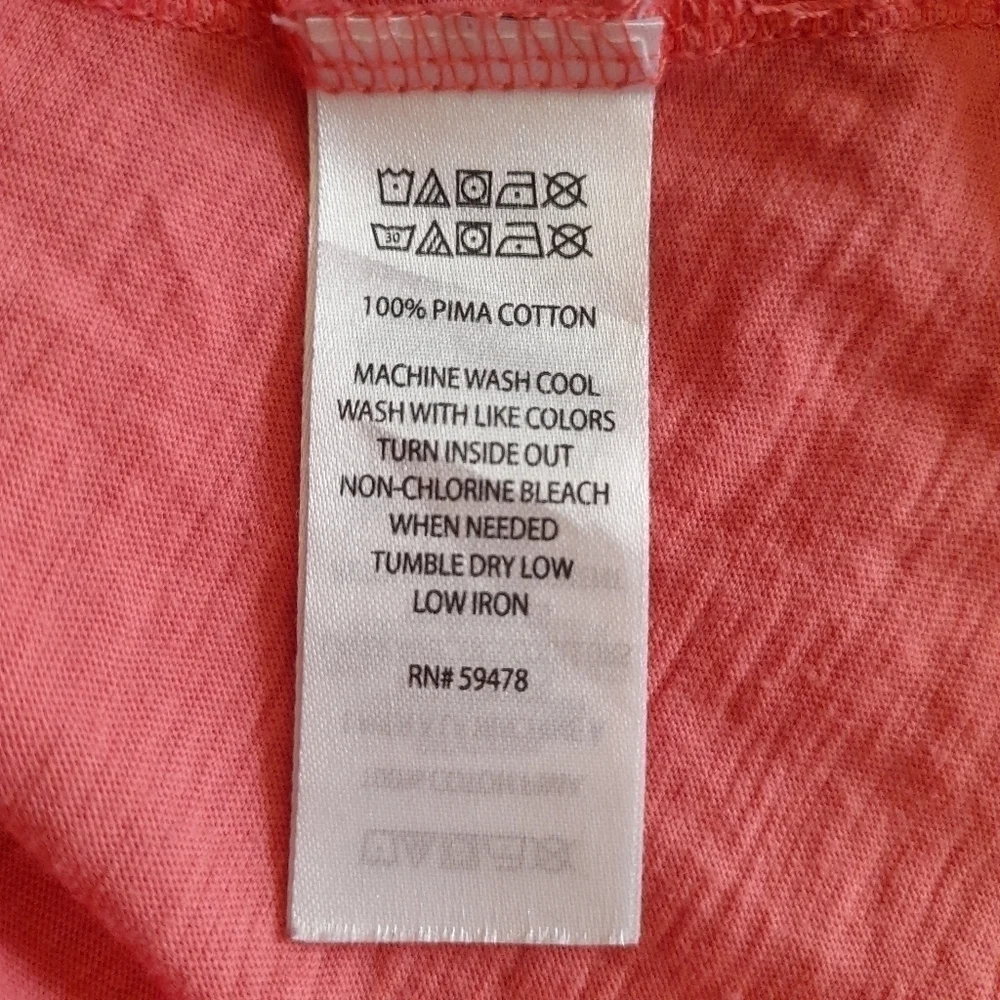 30
100% PIMA COTTON
MACHINE WASH COOL
WASH WITH LIKE COLORS
TURN INSIDE OUT
NON-CHLORINE BLEACH
WHEN NEEDED
TUMBLE DRY LOW
LOW IRON
RN# 59478